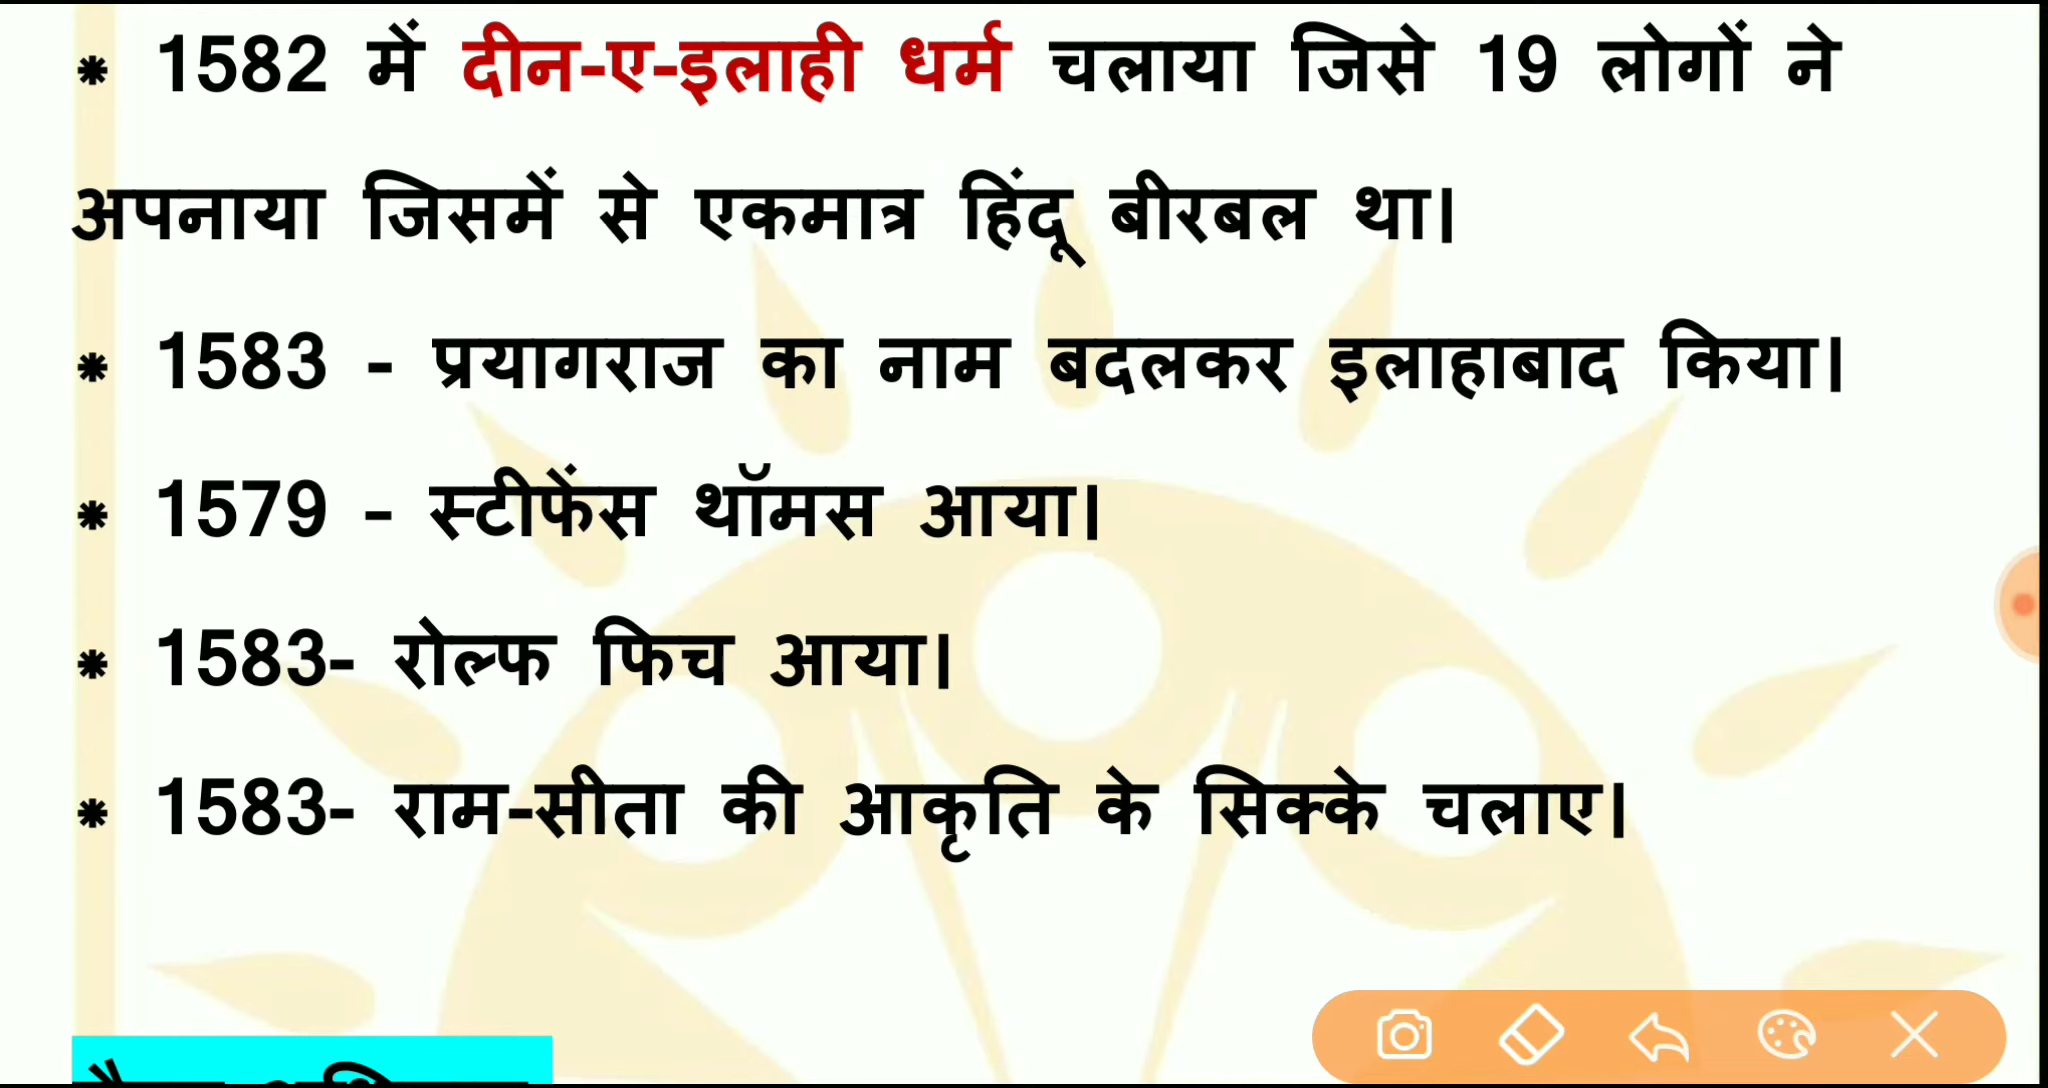 * 1582 में दीन-ए-इलाही धर्म चलाया जिसे 19 लोगों ने
अपनाया जिसमें से एकमात्र हिंदू बीरबल था।
* 1583 - प्रयागराज का नाम बदलकर इलाहाबाद किया।
* 1579 - स्टीफेंस थॉमस आया।
* 1583- रोल्फ फिच आया।
* 1583- राम-सीता की आकृति के सिक्के चलाए।